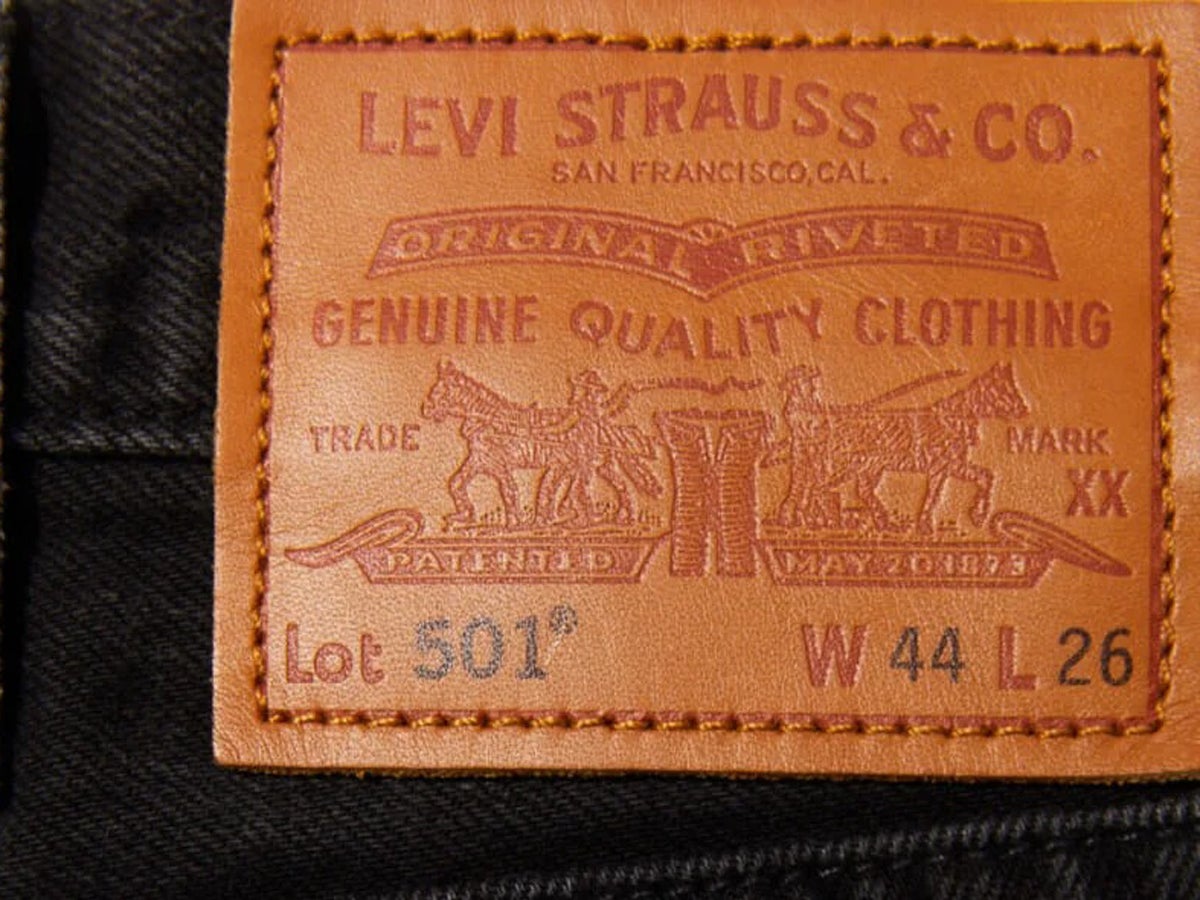 LEVI STRAUSS & CO.
SAN FRANCISCO, CAL.
ORIGINAL RIVETED
GENUINE QUALITY CLOTHING
TRADE MARK
XX
PATENTED MAY 20 1873
Lot 501® W 44 L 26